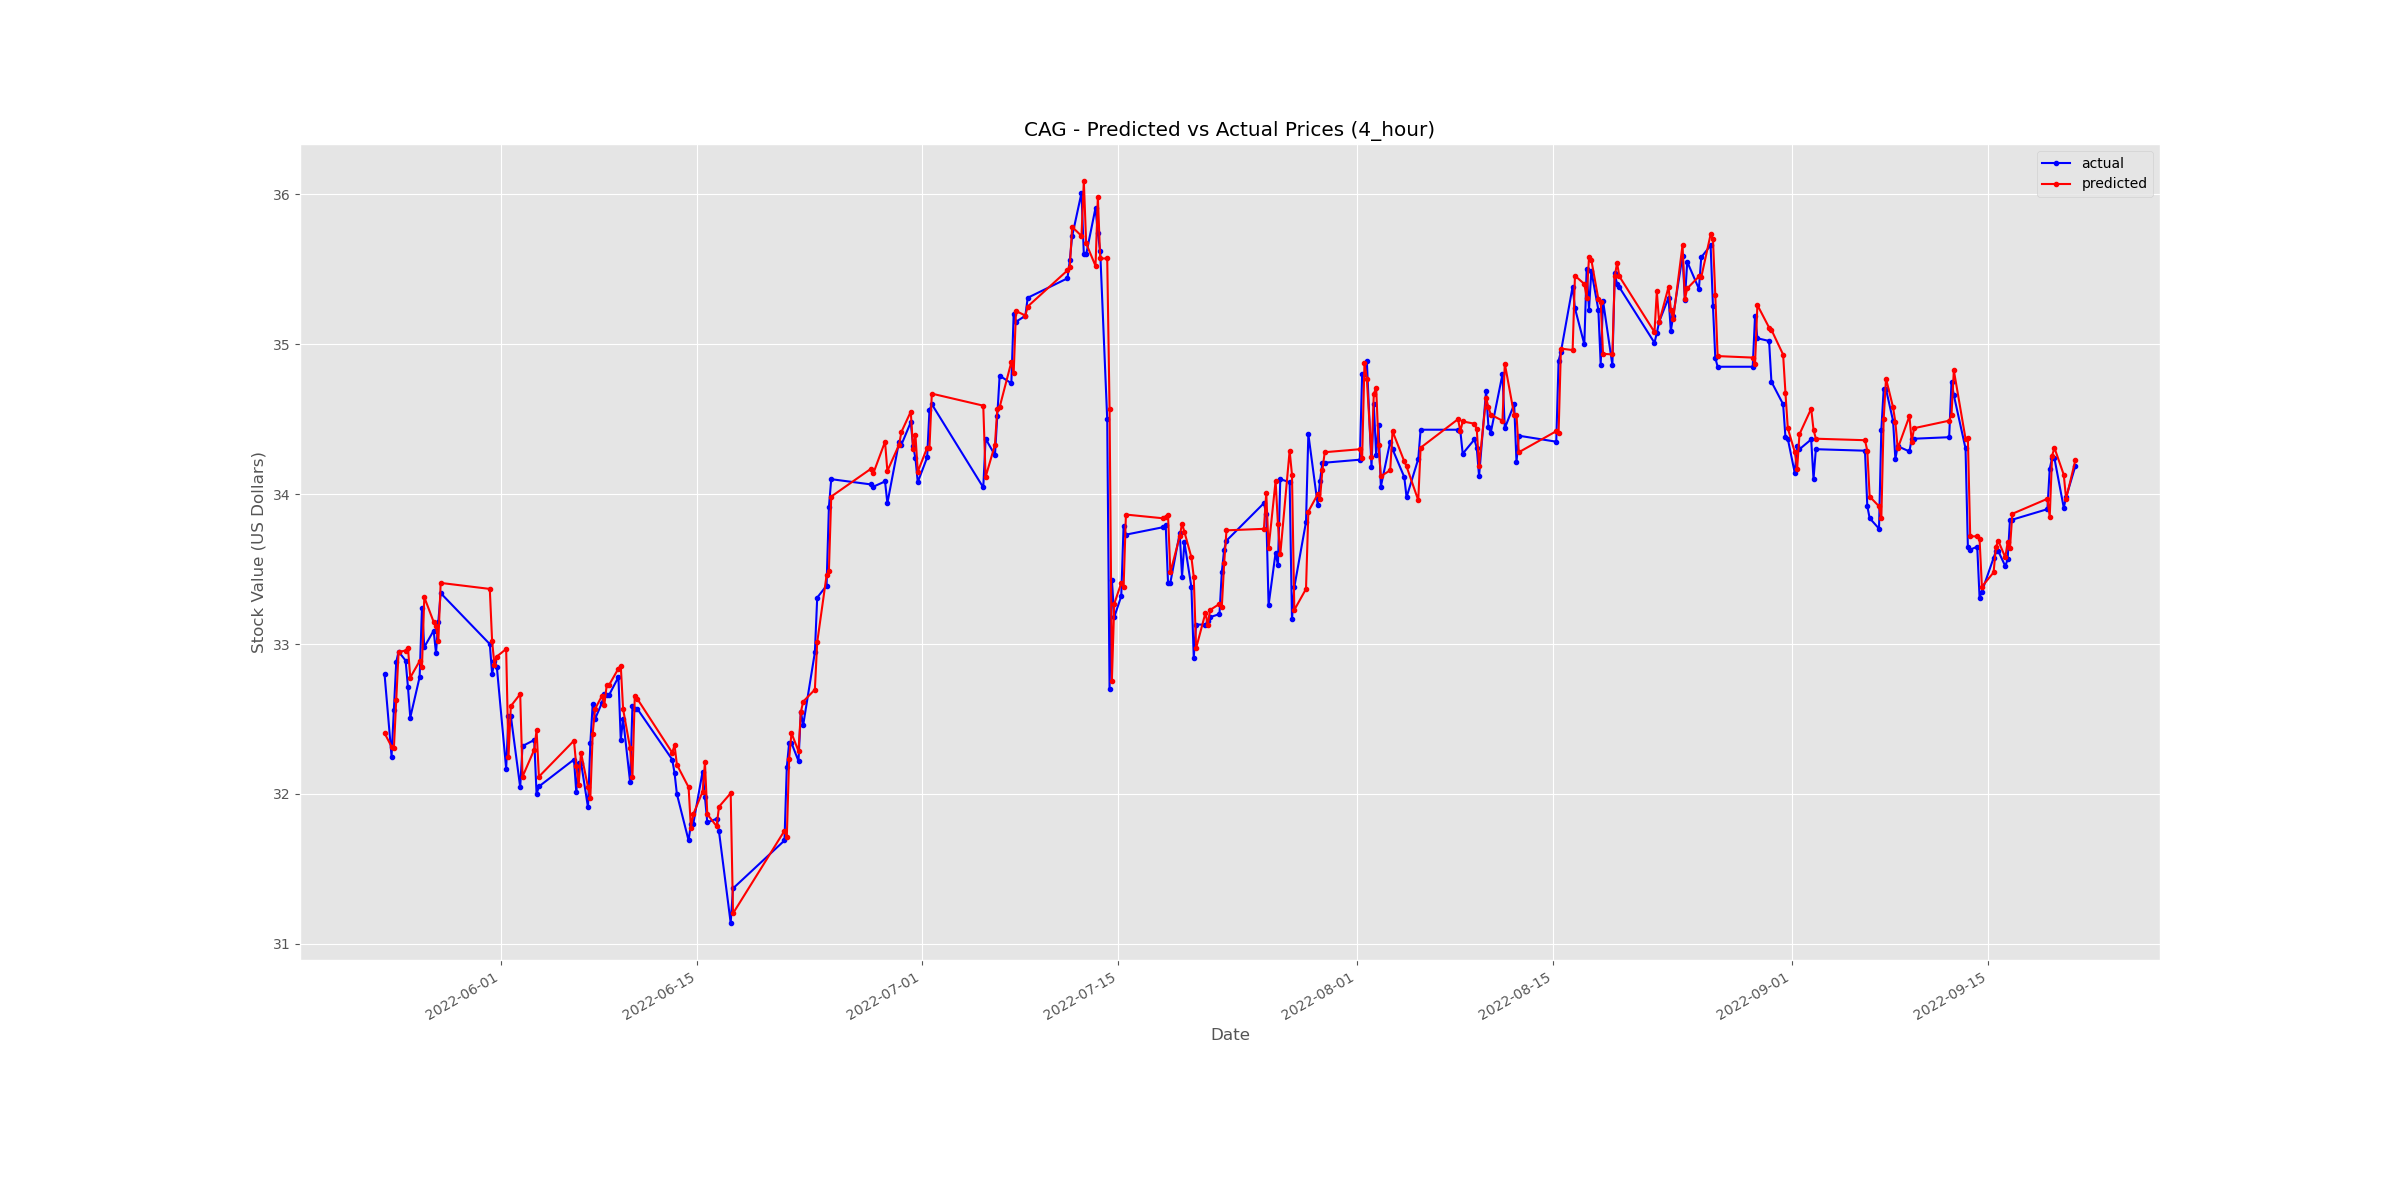 CAG - Predicted vs Actual Prices (4_hour)
actual
predicted
36
35
34
33
32
31
Stock Value (US Dollars)
2022-06-01
2022-06-15
2022-07-01
2022-07-15
2022-08-01
2022-08-15
2022-09-01
2022-09-15
Date